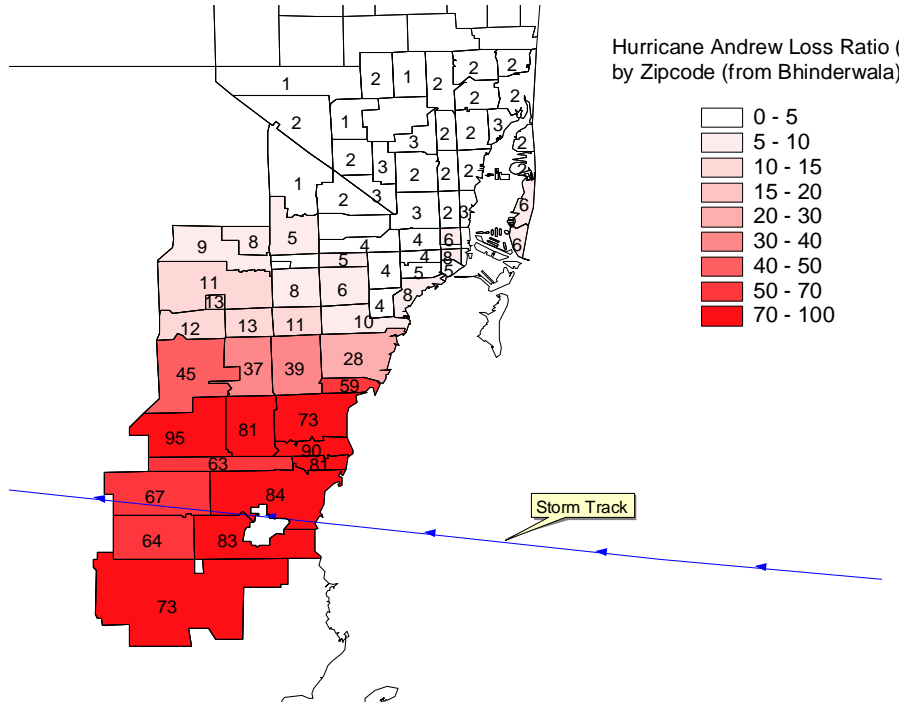 Hurricane Andrew Loss Ratio (
by Zipcode (from Bhinderwala)
0 - 5
5 - 10
10 - 15
15 - 20
20 - 30
30 - 40
40 - 50
50 - 70
70 - 100
2 2
1 2 1 2
2 2
2 1 2 2 3
3 2
2 3 2 2 2 2
1 2 3
3 2 3 6
9 8 5 4 4 6 6
5 4 4 8
11 8 6 5 5
13 4 8
12 13 11 10
45 37 39 28
59
95 81 73
90
63 81
67 84
Storm Track
64 83
73